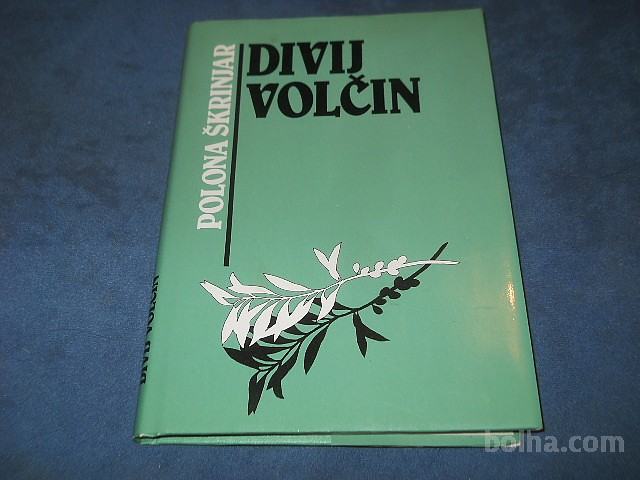 POLONA ŠKRINJAR
DIVIJ
VOLČIN
DIVIJ VOLČIN
bolha.com